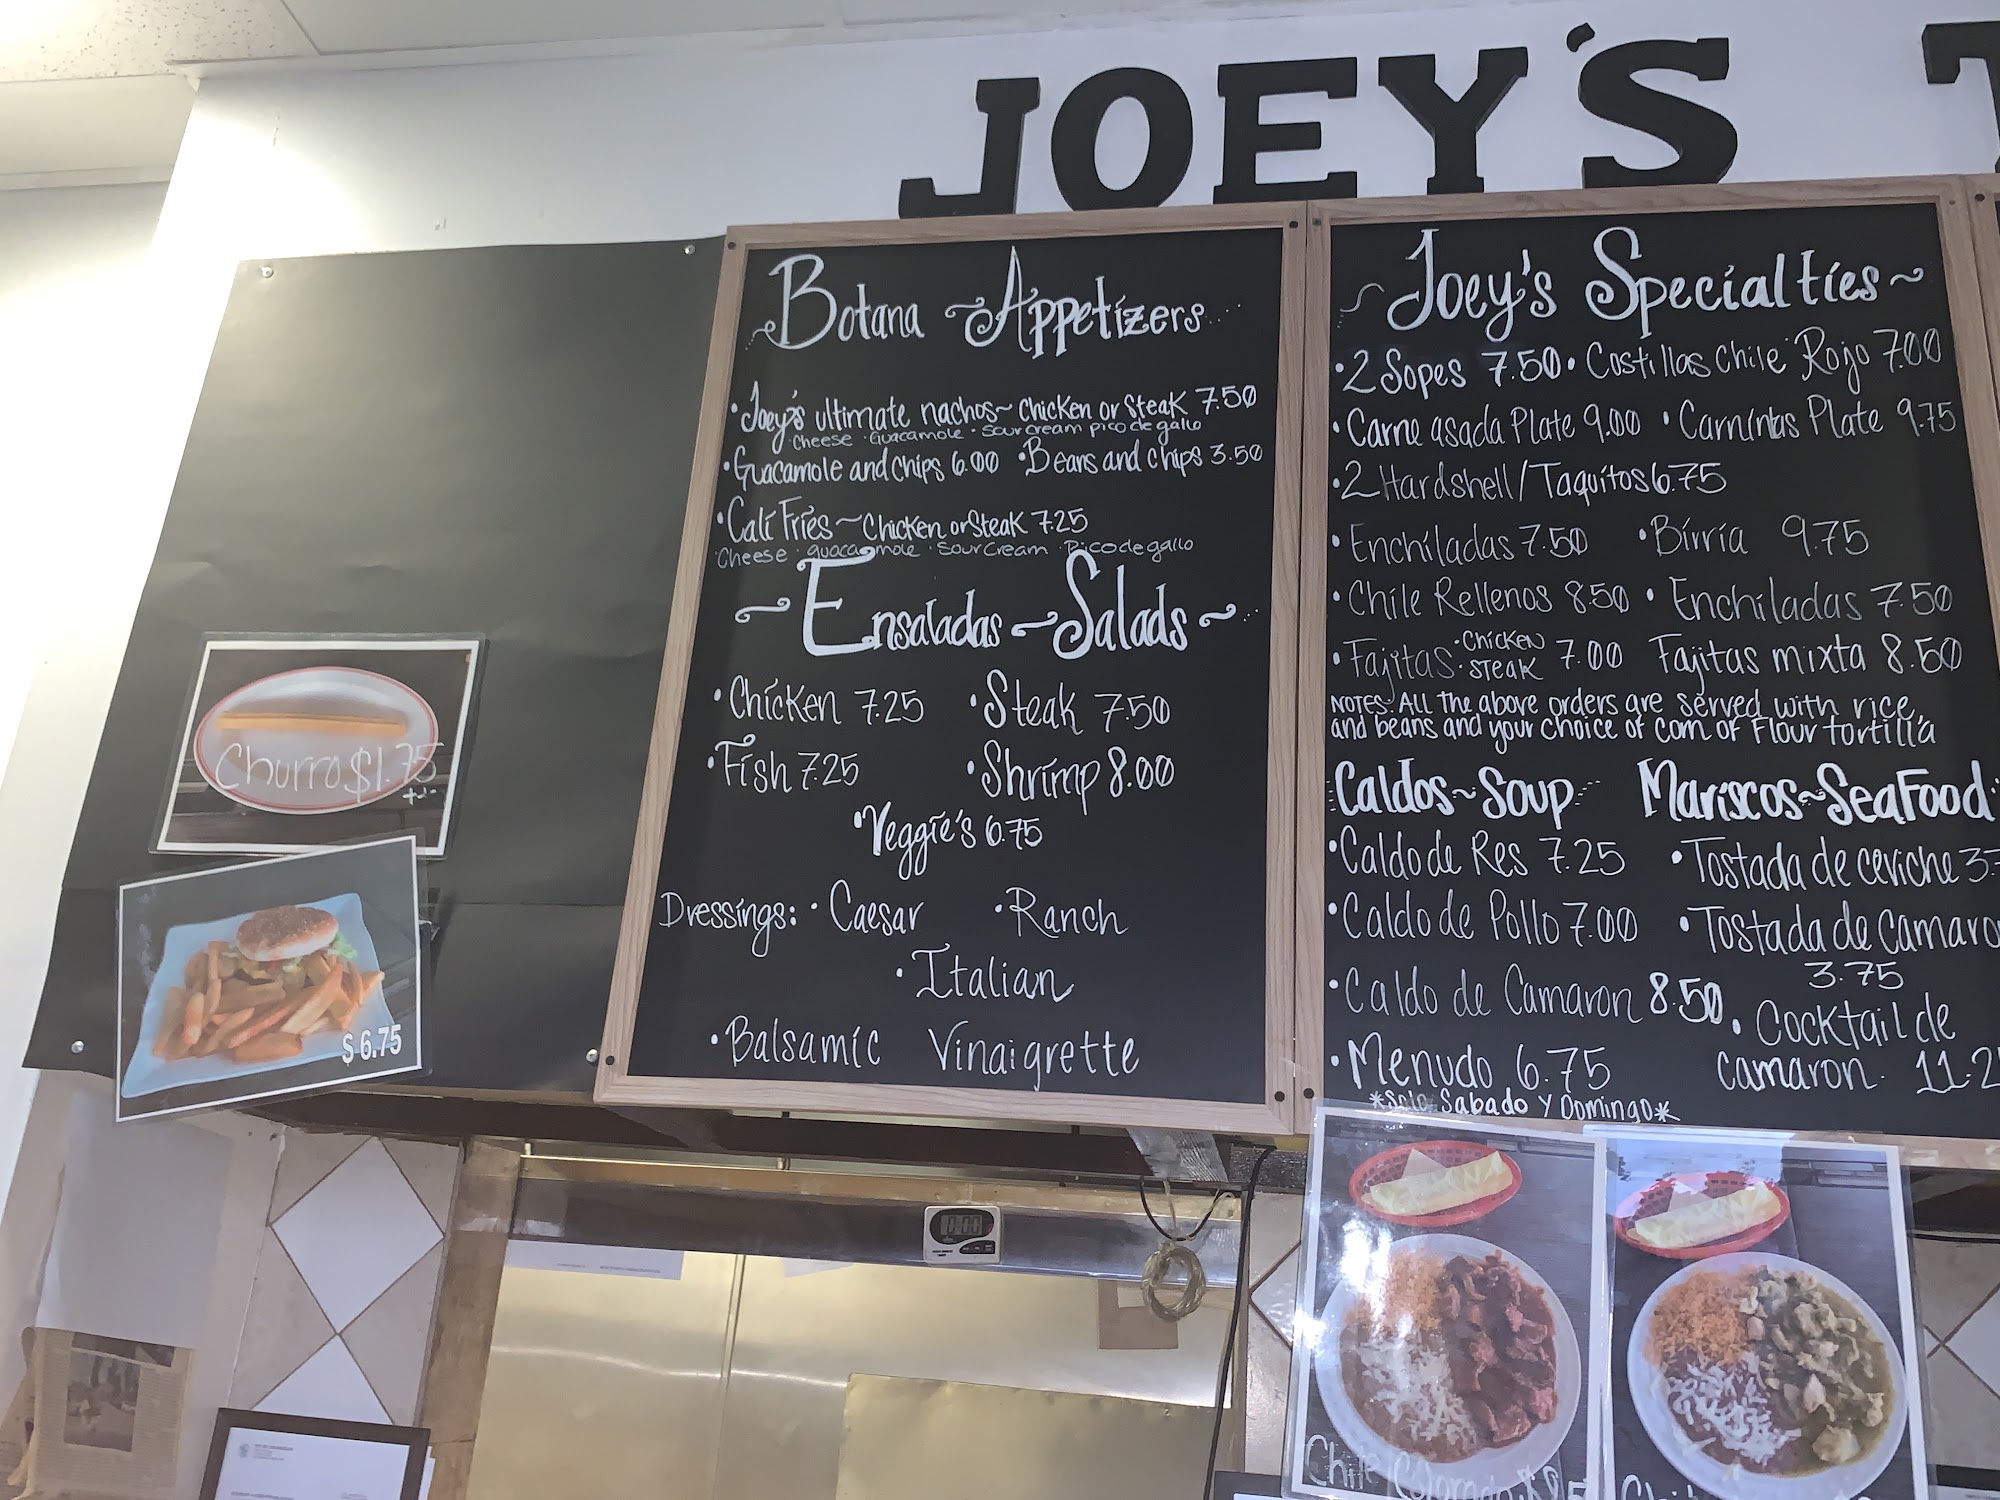 JOEY'S
Botana Appetizers
• Joey's ultimate nachos~ Chicken or Steak 7.50
Cheese • Guacamole • Sour cream pico de gallo
• Guacamole and chips 6.00 • Beans and chips 3.50
• Cali Fries ~ Chicken or Steak 7.25
Cheese • guacamole • Sour Cream • Pico de gallo
~ Ensaladas ~ Salads ~
• Chicken 7.25 • Steak 7.50
• Fish 7.25 • Shrimp 8.00
• Veggie's 6.75
Dressings: • Caesar • Ranch
• Italian
• Balsamic Vinaigrette
~ Joey's Specialties ~
• 2 Sopes 7.50 • Costillas Chile Rojo 7.00
• Carne asada Plate 9.00 • Carnintas Plate 9.75
• 2 Hardshell/Taquitos 6.75
• Enchiladas 7.50 • Birria 9.75
• Chile Rellenos 8.50 • Enchiladas 7.50
• Fajitas • Chicken • Steak 7.00 Fajitas mixta 8.50
NOTES: All The above orders are served with rice,
and beans and your choice of corn of Flour tortilla
Caldos ~ Soup
• Caldo de Res 7.25
• Caldo de Pollo 7.00
• Caldo de Camaron 8.50
• Menudo 6.75
*Solo Sabado y Domingo*
Mariscos ~ SeaFood
• Tostada de ceviche
• Tostada de Camaro
3.75
• Cocktail de
camaron.
Churro $1.75
$ 6.75
0:00
Chile Colorado